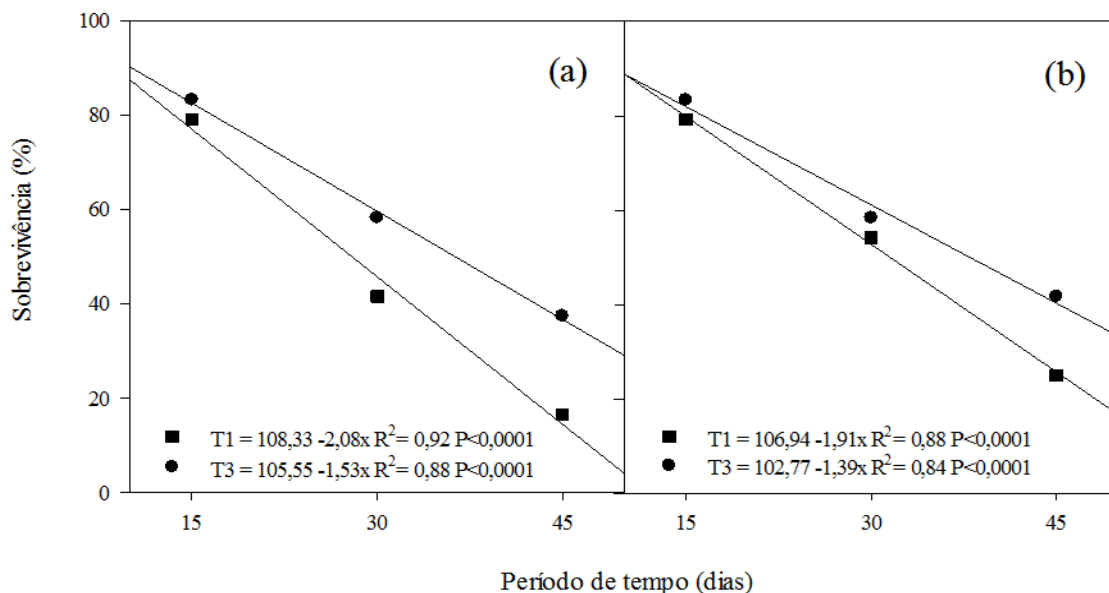 Sobrevivência (%)
100
80
60
40
20
0
(a)
T1 = 108,33 -2,08x R²= 0,92 P<0,0001
T3 = 105,55 -1,53x R²= 0,88 P<0,0001
15 30 45
(b)
T1 = 106,94 -1,91x R²= 0,88 P<0,0001
T3 = 102,77 -1,39x R²= 0,84 P<0,0001
15 30 45
Período de tempo (dias)